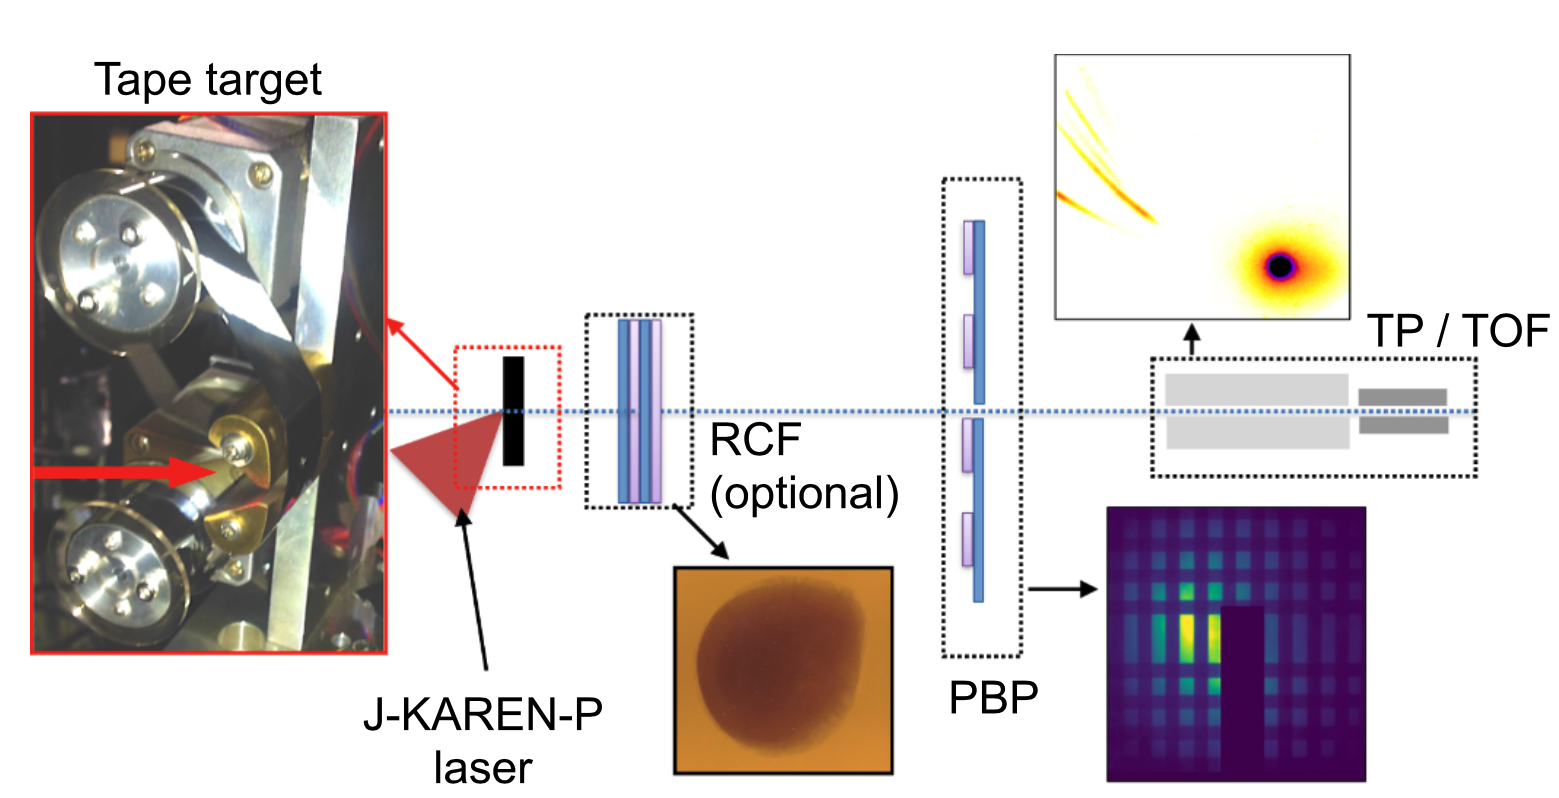 Tape target
TP / TOF
RCF
(optional)
PBP
J-KAREN-P
laser